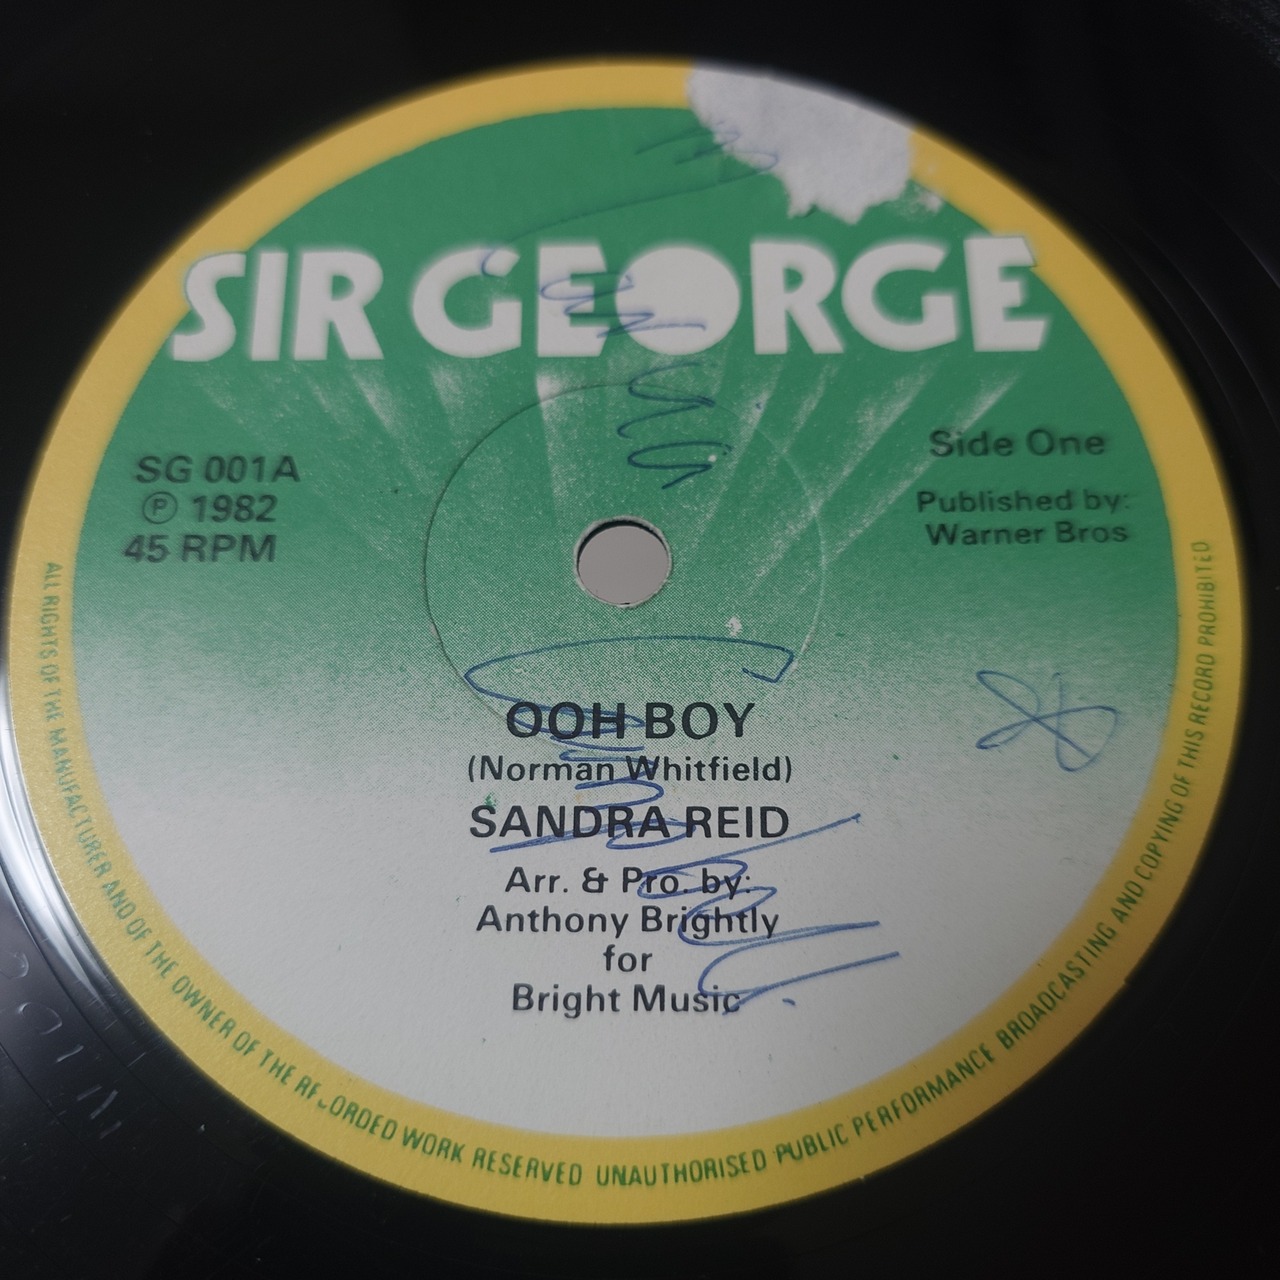 SIR GEORGE
SG 001A
℗ 1982
45 RPM
Side One
Published by:
Warner Bros
OOH BOY
(Norman Whitfield)
SANDRA REID
Arr. & Pro. by:
Anthony Brightly
for
Bright Music
ALL RIGHTS OF THE MANUFACTURER AND OF THE OWNER OF THE RECORDED WORK RESERVED UNAUTHORISED PUBLIC PERFORMANCE BROADCASTING AND COPYING OF THIS RECORD PROHIBITED